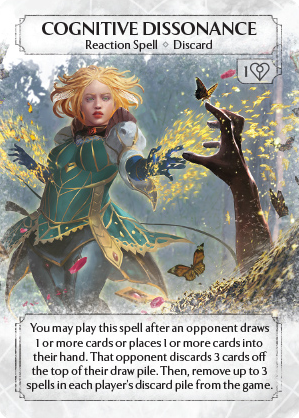 COGNITIVE DISSONANCE
Reaction Spell ◇ Discard
1
You may play this spell after an opponent draws
1 or more cards or places 1 or more cards into
their hand. That opponent discards 3 cards off
the top of their draw pile. Then, remove up to 3
spells in each player's discard pile from the game.